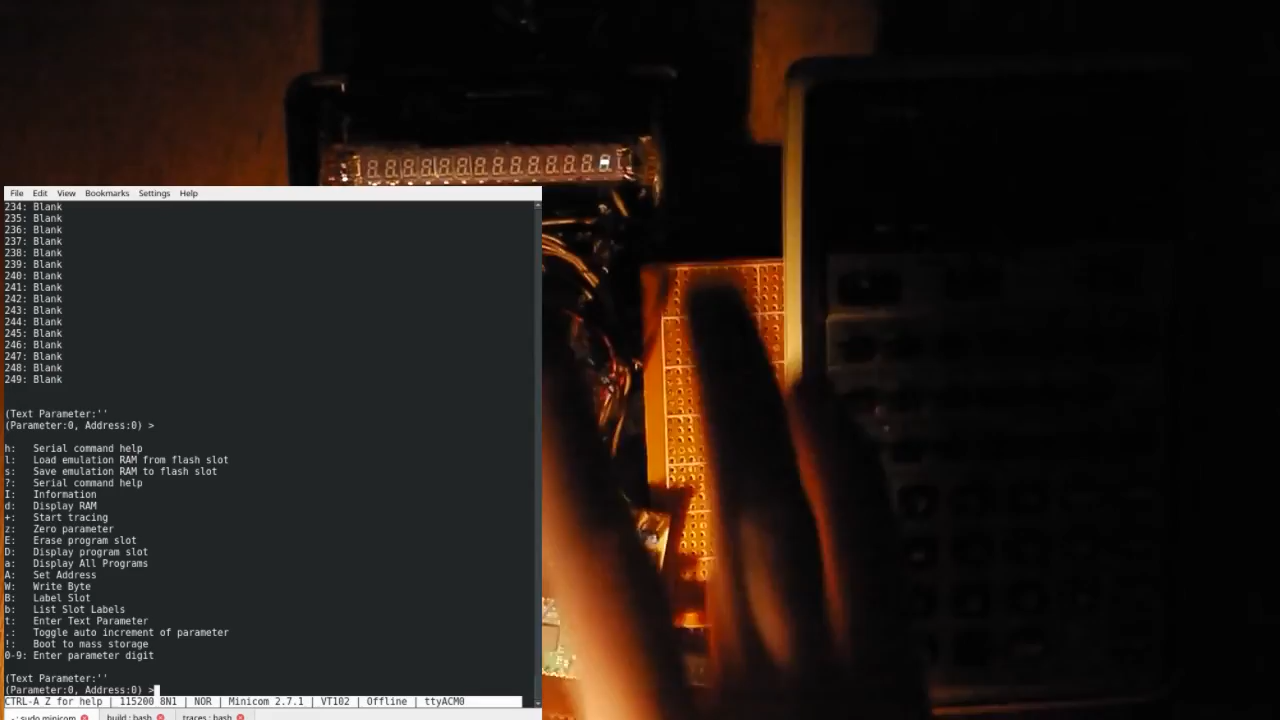 File Edit View Bookmarks Settings Help
234: Blank
235: Blank
236: Blank
237: Blank
238: Blank
239: Blank
240: Blank
241: Blank
242: Blank
243: Blank
244: Blank
245: Blank
246: Blank
247: Blank
248: Blank
249: Blank
(Text Parameter:''
(Parameter:0, Address:0) >
h: Serial command help
l: Load emulation RAM from flash slot
s: Save emulation RAM to flash slot
?: Serial command help
I: Information
d: Display RAM
+: Start tracing
z: Zero parameter
E: Erase program slot
D: Display program slot
a: Display All Programs
A: Set Address
W: Write Byte
B: Label Slot
b: List Slot Labels
t: Enter Text Parameter
.: Toggle auto increment of parameter
!: Boot to mass storage
0-9: Enter parameter digit
(Text Parameter:''
(Parameter:0, Address:0) >
CTRL-A Z for help | 115200 8N1 | NOR | Minicom 2.7.1 | VT102 | Offline | ttyACM0
~ : sudo minicom build : bash traces : bash